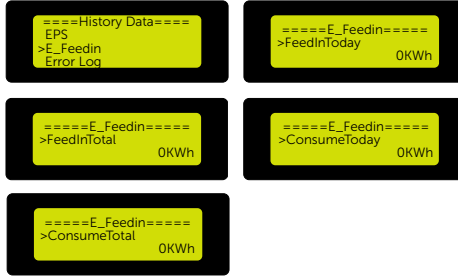 ====History Data====
EPS
>E_Feedin
Error Log
=====E_Feedin=====
>FeedInToday
0KWh
=====E_Feedin=====
>FeedInTotal
0KWh
=====E_Feedin=====
>ConsumeToday
0KWh
=====E_Feedin=====
>ConsumeTotal
0KWh